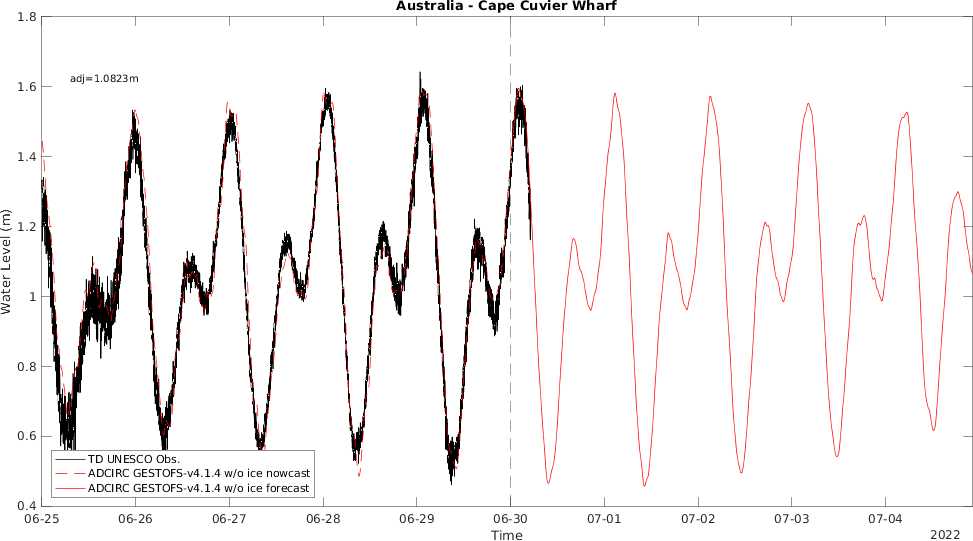 Australia - Cape Cuvier Wharf
1.8
1.6
1.4
1.2
1
0.8
0.6
0.4
Water Level (m)
adj=1.0823m
TD UNESCO Obs.
ADCIRC GESTOFS-v4.1.4 w/o ice nowcast
ADCIRC GESTOFS-v4.1.4 w/o ice forecast
06-25 06-26 06-27 06-28 06-29 06-30 07-01 07-02 07-03 07-04
Time
2022